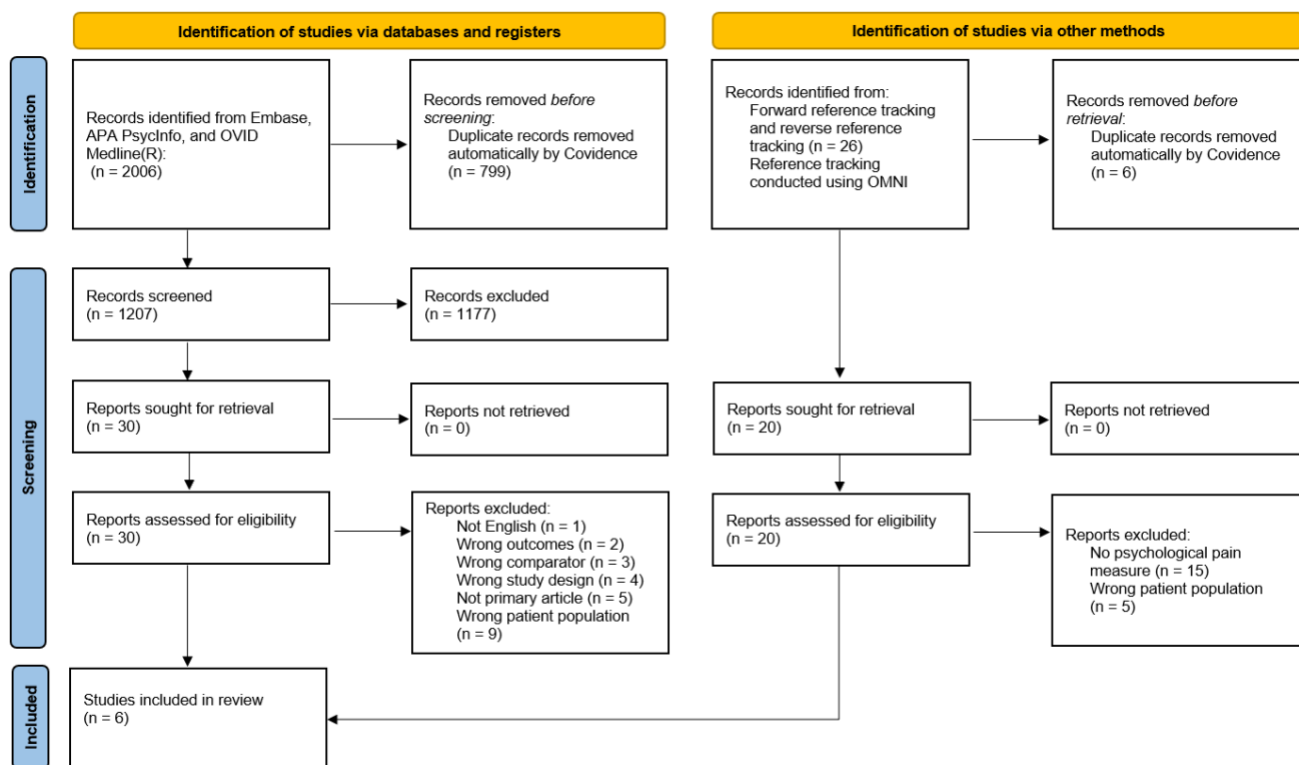 Identification of studies via databases and registers
Identification of studies via other methods
Identification
Records identified from Embase,
APA PsycInfo, and OVID
Medline(R):
(n = 2006)
Records removed before
screening:
Duplicate records removed
automatically by Covidence
(n = 799)
Records identified from:
Forward reference tracking
and reverse reference
tracking (n = 26)
Reference tracking
conducted using OMNI
Records removed before
retrieval:
Duplicate records removed
automatically by Covidence
(n = 6)
Screening
Records screened
(n = 1207)
Records excluded
(n = 1177)
Reports sought for retrieval
(n = 30)
Reports not retrieved
(n = 0)
Reports sought for retrieval
(n = 20)
Reports not retrieved
(n = 0)
Reports assessed for eligibility
(n = 30)
Reports excluded:
Not English (n = 1)
Wrong outcomes (n = 2)
Wrong comparator (n = 3)
Wrong study design (n = 4)
Not primary article (n = 5)
Wrong patient population
(n = 9)
Reports assessed for eligibility
(n = 20)
Reports excluded:
No psychological pain
measure (n = 15)
Wrong patient population
(n = 5)
Included
Studies included in review
(n = 6)